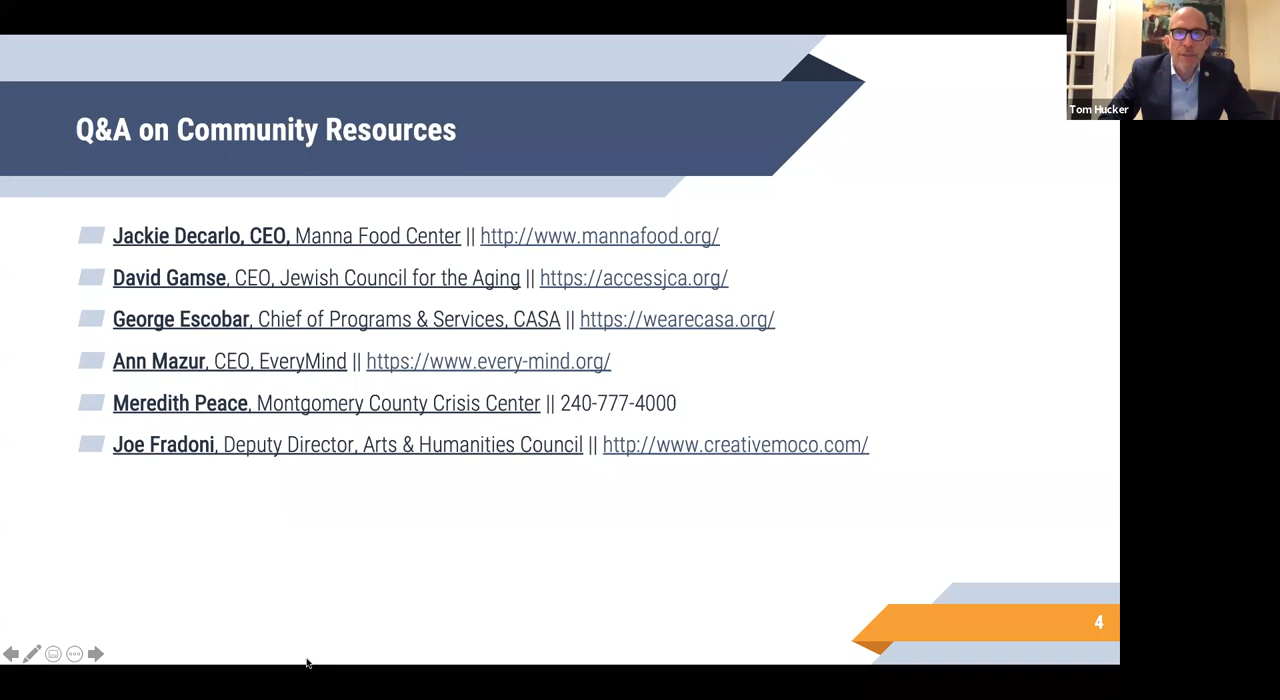 Tom Hucker
Q&A on Community Resources
Jackie Decarlo, CEO, Manna Food Center || http://www.mannafood.org/
David Gamse, CEO, Jewish Council for the Aging || https://accessjca.org/
George Escobar, Chief of Programs & Services, CASA || https://wearecasa.org/
Ann Mazur, CEO, EveryMind || https://www.every-mind.org/
Meredith Peace, Montgomery County Crisis Center || 240-777-4000
Joe Fradoni, Deputy Director, Arts & Humanities Council || http://www.creativemoco.com/
4